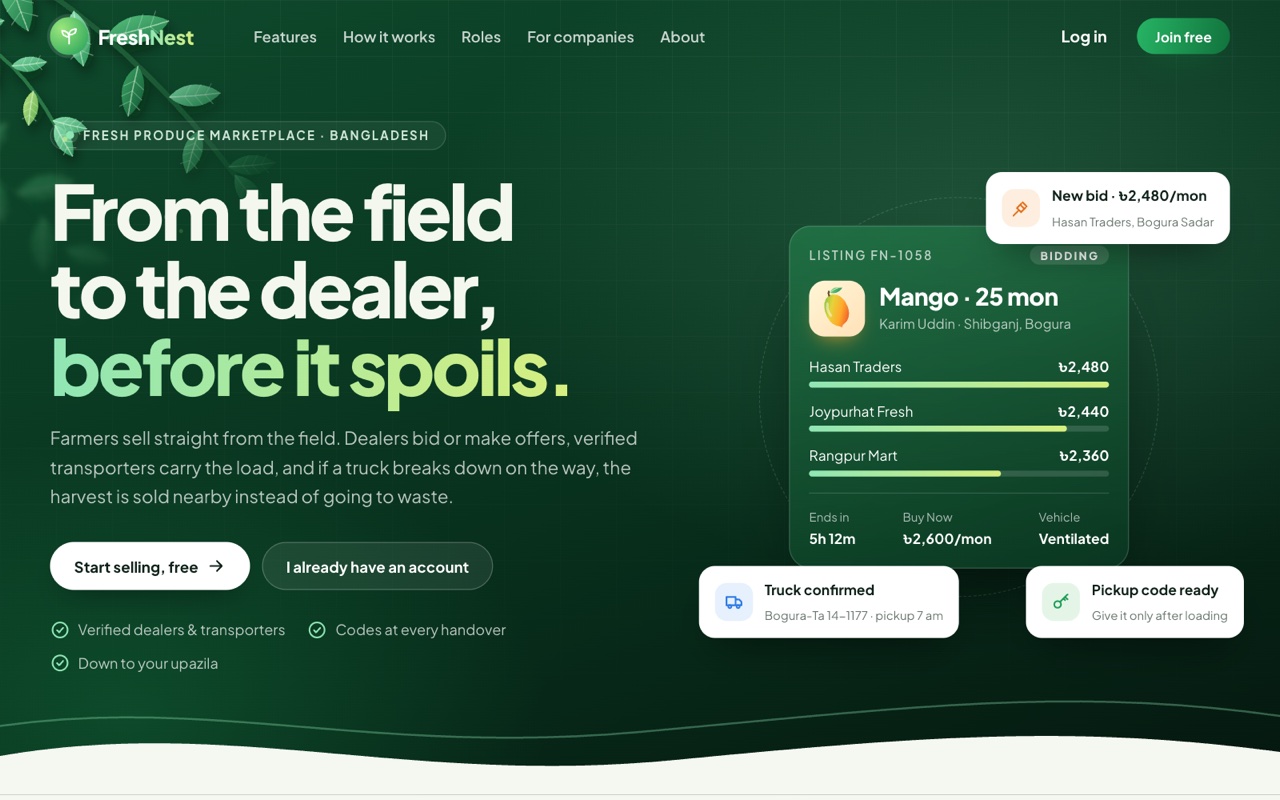 FreshNest
Features
How it works
Roles
For companies
About
Log in
Join free
FRESH PRODUCE MARKETPLACE · BANGLADESH
From the field
to the dealer,
before it spoils.
Farmers sell straight from the field. Dealers bid or make offers, verified
transporters carry the load, and if a truck breaks down on the way, the
harvest is sold nearby instead of going to waste.
Start selling, free →
I already have an account
Verified dealers & transporters
Codes at every handover
Down to your upazila
New bid · ৳2,480/mon
Hasan Traders, Bogura Sadar
LISTING FN-1058
BIDDING
Mango · 25 mon
Karim Uddin · Shibganj, Bogura
Hasan Traders ৳2,480
Joypurhat Fresh ৳2,440
Rangpur Mart ৳2,360
Ends in
5h 12m
Buy Now
৳2,600/mon
Vehicle
Ventilated
Truck confirmed
Bogura-Ta 14-1177 · pickup 7 am
Pickup code ready
Give it only after loading